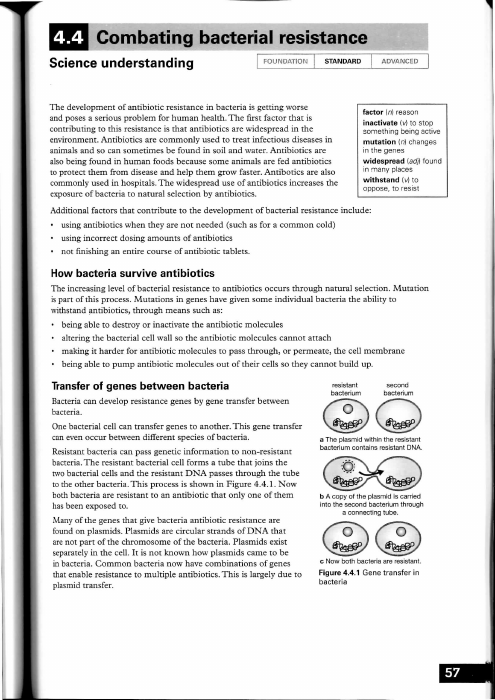 4.4 Combating bacterial resistance
Science understanding
FOUNDATION STANDARD ADVANCED
The development of antibiotic resistance in bacteria is getting worse
and poses a serious problem for human health. The first factor that is
contributing to this resistance is that antibiotics are widespread in the
environment. Antibiotics are commonly used to treat infectious diseases in
animals and so can sometimes be found in soil and water. Antibiotics are
also being found in human foods because some animals are fed antibiotics
to protect them from disease and help them grow faster. Antibotics are also
commonly used in hospitals. The widespread use of antibiotics increases the
exposure of bacteria to natural selection by antibiotics.
factor (n) reason
inactivate (v) to stop
something being active
mutation (n) changes
in the genes
widespread (adj) found
in many places
withstand (v) to
oppose, to resist
Additional factors that contribute to the development of bacterial resistance include:
• using antibiotics when they are not needed (such as for a common cold)
• using incorrect dosing amounts of antibiotics
• not finishing an entire course of antibiotic tablets.
How bacteria survive antibiotics
The increasing level of bacterial resistance to antibiotics occurs through natural selection. Mutation
is part of this process. Mutations in genes have given some individual bacteria the ability to
withstand antibiotics, through means such as:
• being able to destroy or inactivate the antibiotic molecules
• altering the bacterial cell wall so the antibiotic molecules cannot attach
• making it harder for antibiotic molecules to pass through, or permeate, the cell membrane
• being able to pump antibiotic molecules out of their cells so they cannot build up.
Transfer of genes between bacteria
Bacteria can develop resistance genes by gene transfer between
bacteria.
One bacterial cell can transfer genes to another. This gene transfer
can even occur between different species of bacteria.
Resistant bacteria can pass genetic information to non-resistant
bacteria. The resistant bacterial cell forms a tube that joins the
two bacterial cells and the resistant DNA passes through the tube
to the other bacteria. This process is shown in Figure 4.4.1. Now
both bacteria are resistant to an antibiotic that only one of them
has been exposed to.
Many of the genes that give bacteria antibiotic resistance are
found on plasmids. Plasmids are circular strands of DNA that
are not part of the chromosome of the bacteria. Plasmids exist
separately in the cell. It is not known how plasmids came to be
in bacteria. Common bacteria now have combinations of genes
that enable resistance to multiple antibiotics. This is largely due to
plasmid transfer.
resistant second
bacterium bacterium
a The plasmid within the resistant
bacterium contains resistant DNA.
b A copy of the plasmid is carried
into the second bacterium through
a connecting tube.
c Now both bacteria are resistant.
Figure 4.4.1 Gene transfer in
bacteria
57